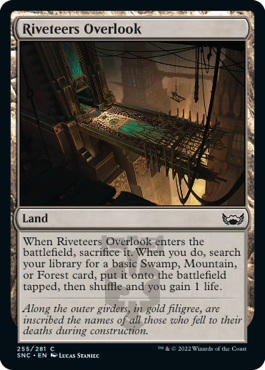 Riveteers Overlook
Land
When Riveteers Overlook enters the
battlefield, sacrifice it. When you do, search
your library for a basic Swamp, Mountain,
or Forest card, put it onto the battlefield
tapped, then shuffle and you gain 1 life.
Along the outer girders, in gold filigree, are
inscribed the names of all those who fell to their
deaths during construction.
255/281 C
SNC • EN Lucas Staniec
™ & © 2022 Wizards of the Coast